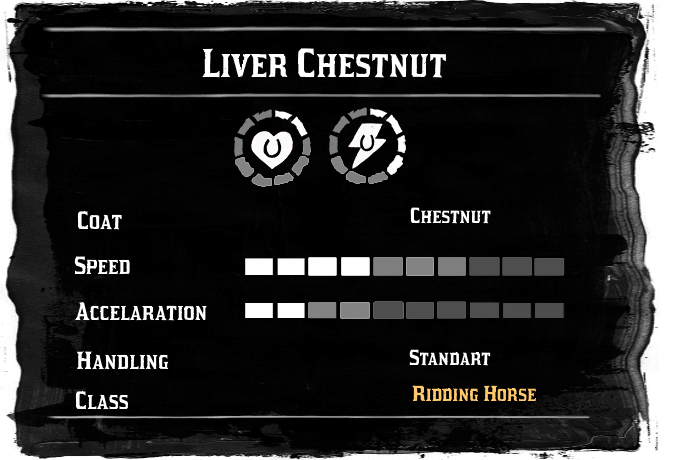 Liver Chestnut
Coat Chestnut
Speed
Accelaration
Handling Standart
Class Ridding Horse